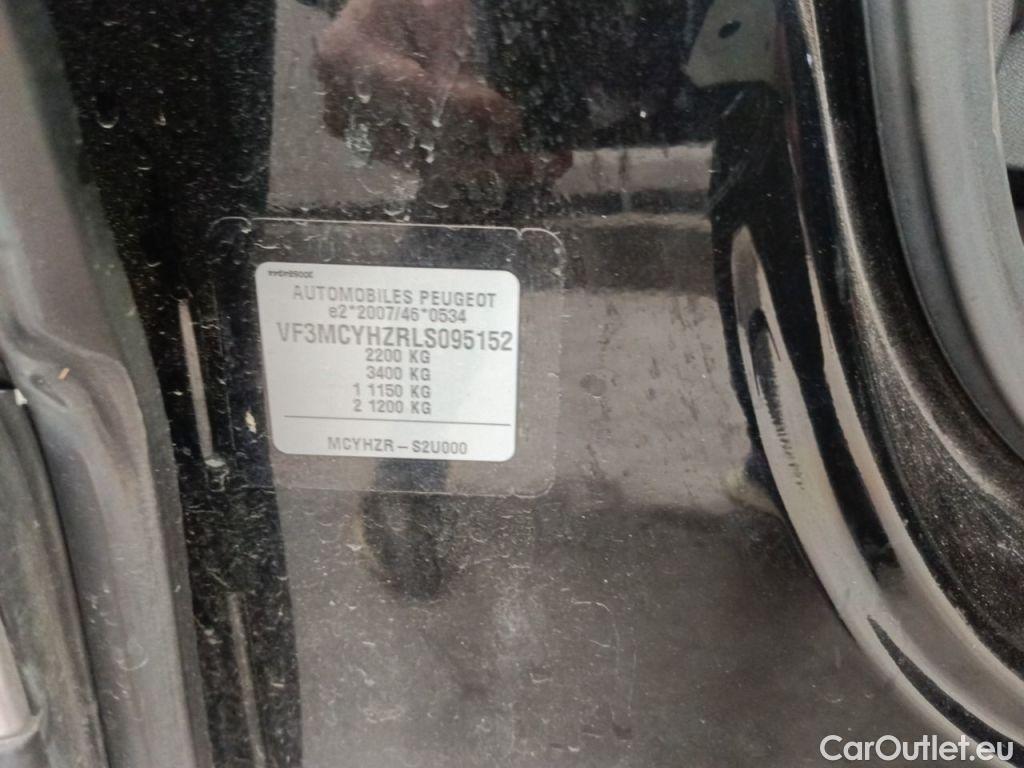 AUTOMOBILES PEUGEOT
e2*2007/46*0534
VF3MCYHZRLS095152
2200 KG
3400 KG
1 1150 KG
2 1200 KG
MCYHZR - S2U000
CarOutlet.eu